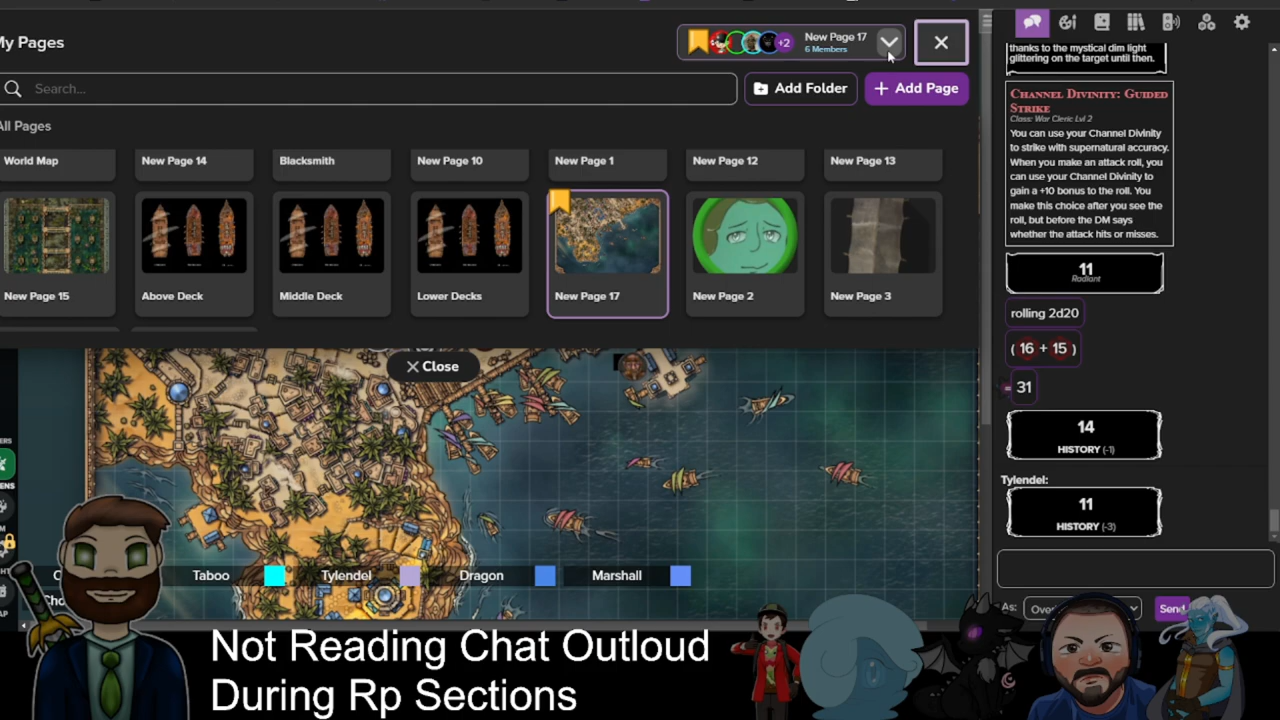 My Pages
+2
New Page 17
6 Members
Search...
Add Folder
+ Add Page
All Pages
World Map
New Page 14
Blacksmith
New Page 10
New Page 1
New Page 12
New Page 13
New Page 15
Above Deck
Middle Deck
Lower Decks
New Page 17
New Page 2
New Page 3
Close
Taboo
Tylendel
Dragon
Marshall
Not Reading Chat Outloud
During Rp Sections
thanks to the mystical dim light
glittering on the target until then.
Channel Divinity: Guided
Strike
Class: War Cleric Lvl 2
You can use your Channel Divinity
to strike with supernatural accuracy.
When you make an attack roll, you
can use your Channel Divinity to
gain a +10 bonus to the roll. You
make this choice after you see the
roll, but before the DM says
whether the attack hits or misses.
11
Radiant
rolling 2d20
(16 + 15)
= 31
14
HISTORY (-1)
Tylendel:
11
HISTORY (-3)
As:
Send